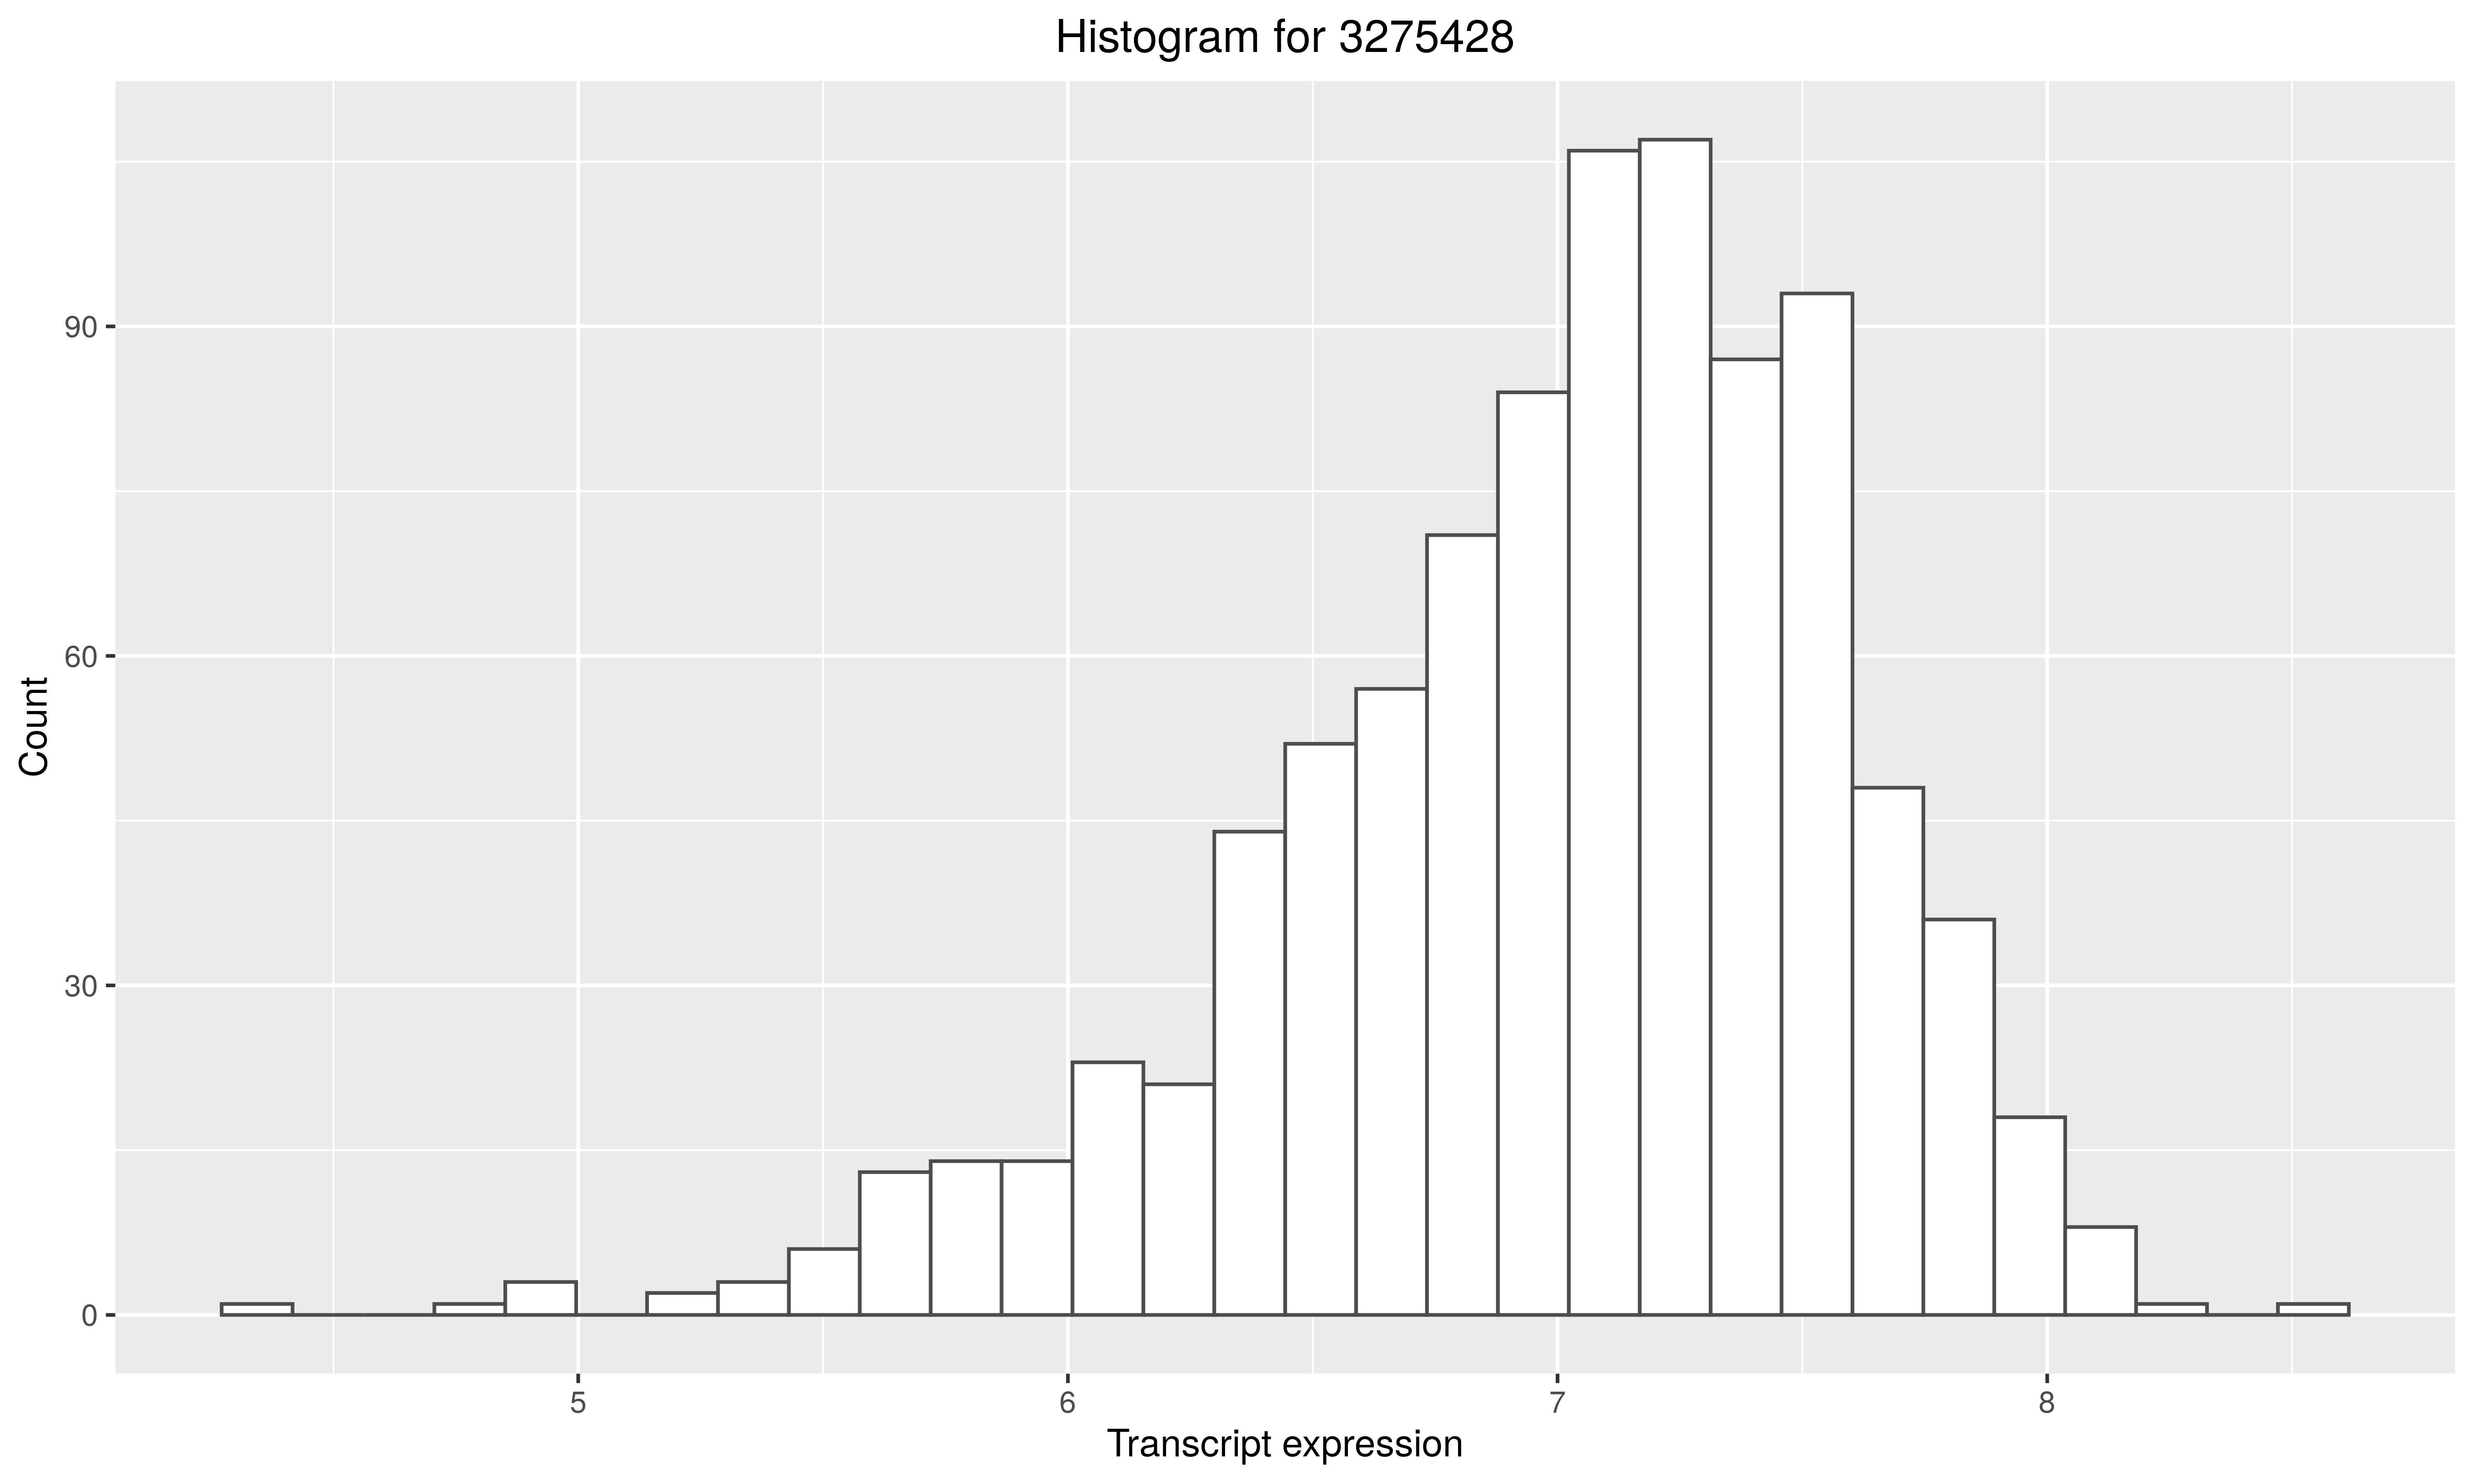 Histogram for 3275428
90
60
30
0
Count
5 6 7 8
Transcript expression